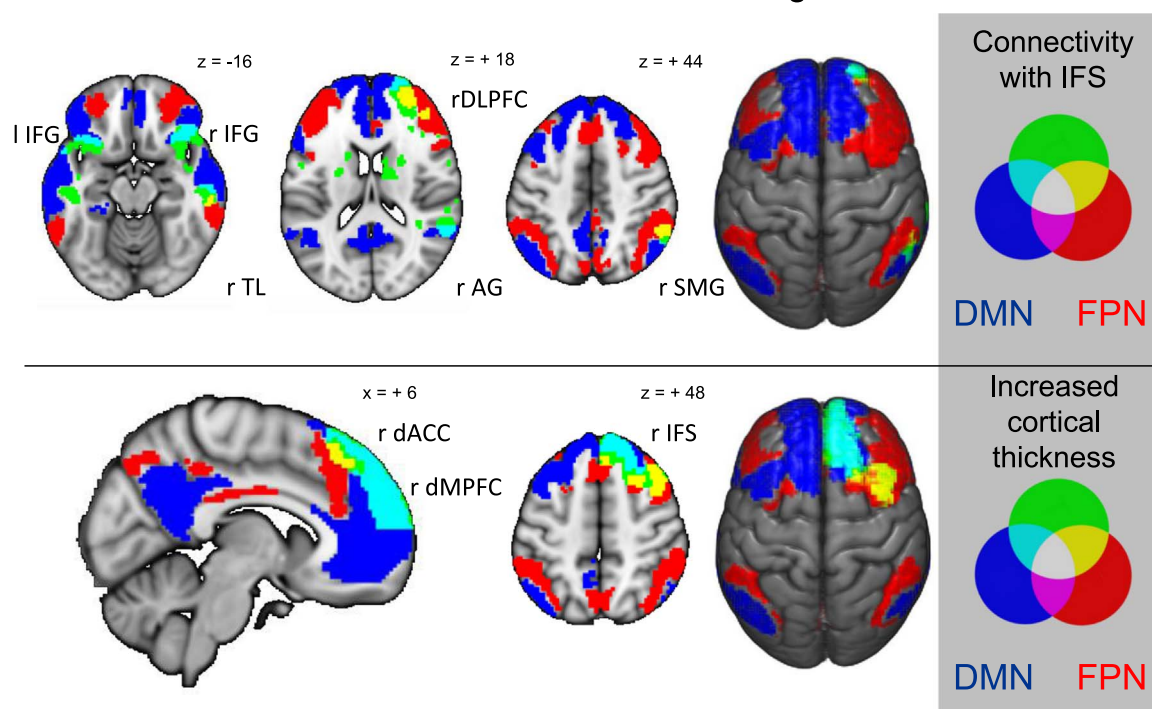 z = -16
z = + 18
z = + 44
rDLPFC
l IFG
r IFG
r TL
r AG
r SMG
Connectivity
with IFS
DMN FPN
x = + 6
z = + 48
r dACC
r IFS
r dMPFC
Increased
cortical
thickness
DMN FPN